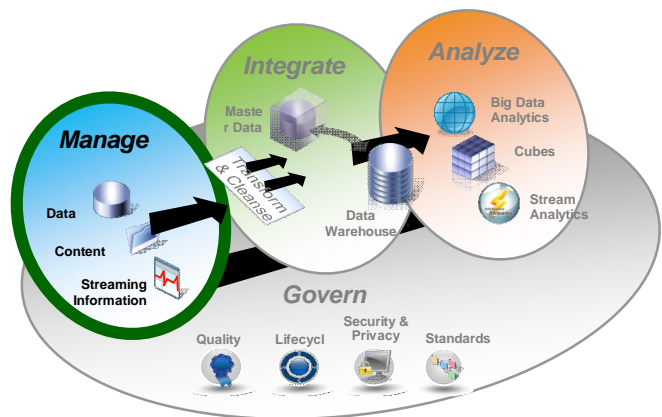 Analyze
Integrate
Manage
Maste
r Data
Big Data
Analytics
Cubes
Transform
& Cleanse
Data
Content
Streaming
Information
Data
Warehouse
Stream
Analytics
Govern
Quality
Lifecycl
Security &
Privacy
Standards